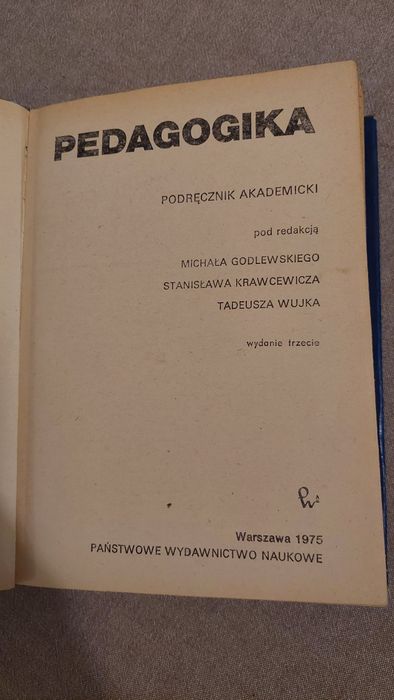 PEDAGOGIKA
PODRĘCZNIK AKADEMICKI
pod redakcją
MICHAŁA GODLEWSKIEGO
STANISŁAWA KRAWCEWICZA
TADEUSZA WUJKA
wydanie trzecie
Warszawa 1975
PAŃSTWOWE WYDAWNICTWO NAUKOWE